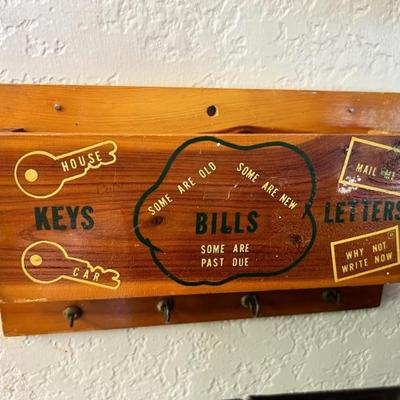 HOUSE
KEYS
CAR
SOME ARE OLD
SOME ARE NEW
BILLS
SOME ARE
PAST DUE
MAIL ME
LETTERS
WHY NOT
WRITE NOW